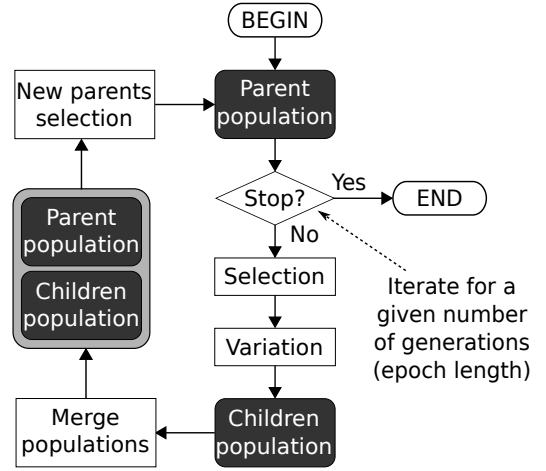 BEGIN
Parent
population
New parents
selection
Stop?
Yes
END
No
Parent
population
Children
population
Selection
Iterate for a
given number
of generations
(epoch length)
Variation
Children
population
Merge
populations